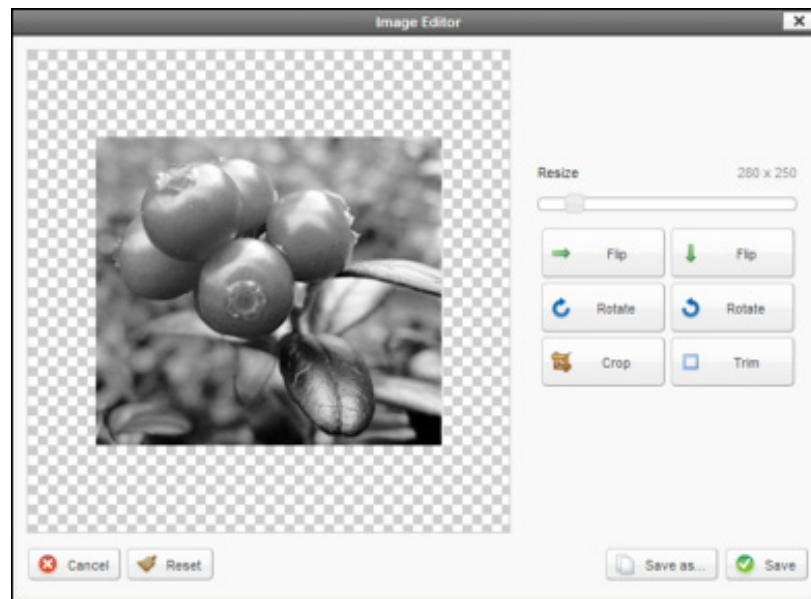 Image Editor
Resize 280 x 250
Flip Flip
Rotate Rotate
Crop Trim
Cancel Reset Save as... Save